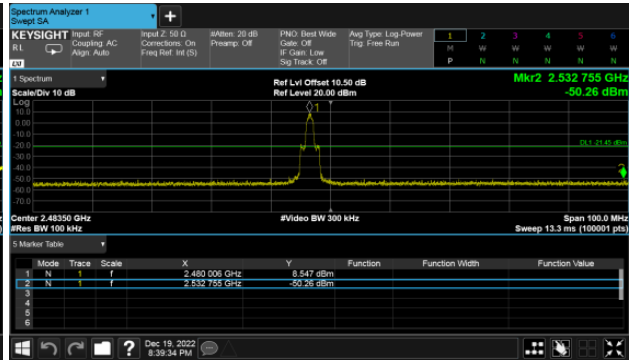 Spectrum Analyzer 1
Swept SA
+
KEYSIGHT Input: RF Input Z: 50 Ω #Atten: 20 dB PNO: Best Wide Avg Type: Log-Power 1 2 3 4 5 6
RL Coupling: AC Corrections: On Preamp: Off Gate: Off Trig: Free Run M W W W W W
Align: Auto Freq Ref: Int (S) IF Gain: Low
LXI Sig Track: Off P N N N N N
1 Spectrum Ref Lvl Offset 10.50 dB Mkr2 2.532 755 GHz
Scale/Div 10 dB Ref Level 20.00 dBm -50.26 dBm
Log
10.0
0.00
-10.0
-20.0
-30.0
-40.0
-50.0
-60.0
-70.0
1
DL1 -21.45 dBm
2
Center 2.48350 GHz #Video BW 300 kHz Span 100.0 MHz
#Res BW 100 kHz Sweep 13.3 ms (100001 pts)
5 Marker Table
Mode Trace Scale X Y Function Function Width Function Value
1 N 1 f 2.480 006 GHz 8.547 dBm
2 N 1 f 2.532 755 GHz -50.26 dBm
3
4
5
6
? Dec 19, 2022
8:39:34 PM